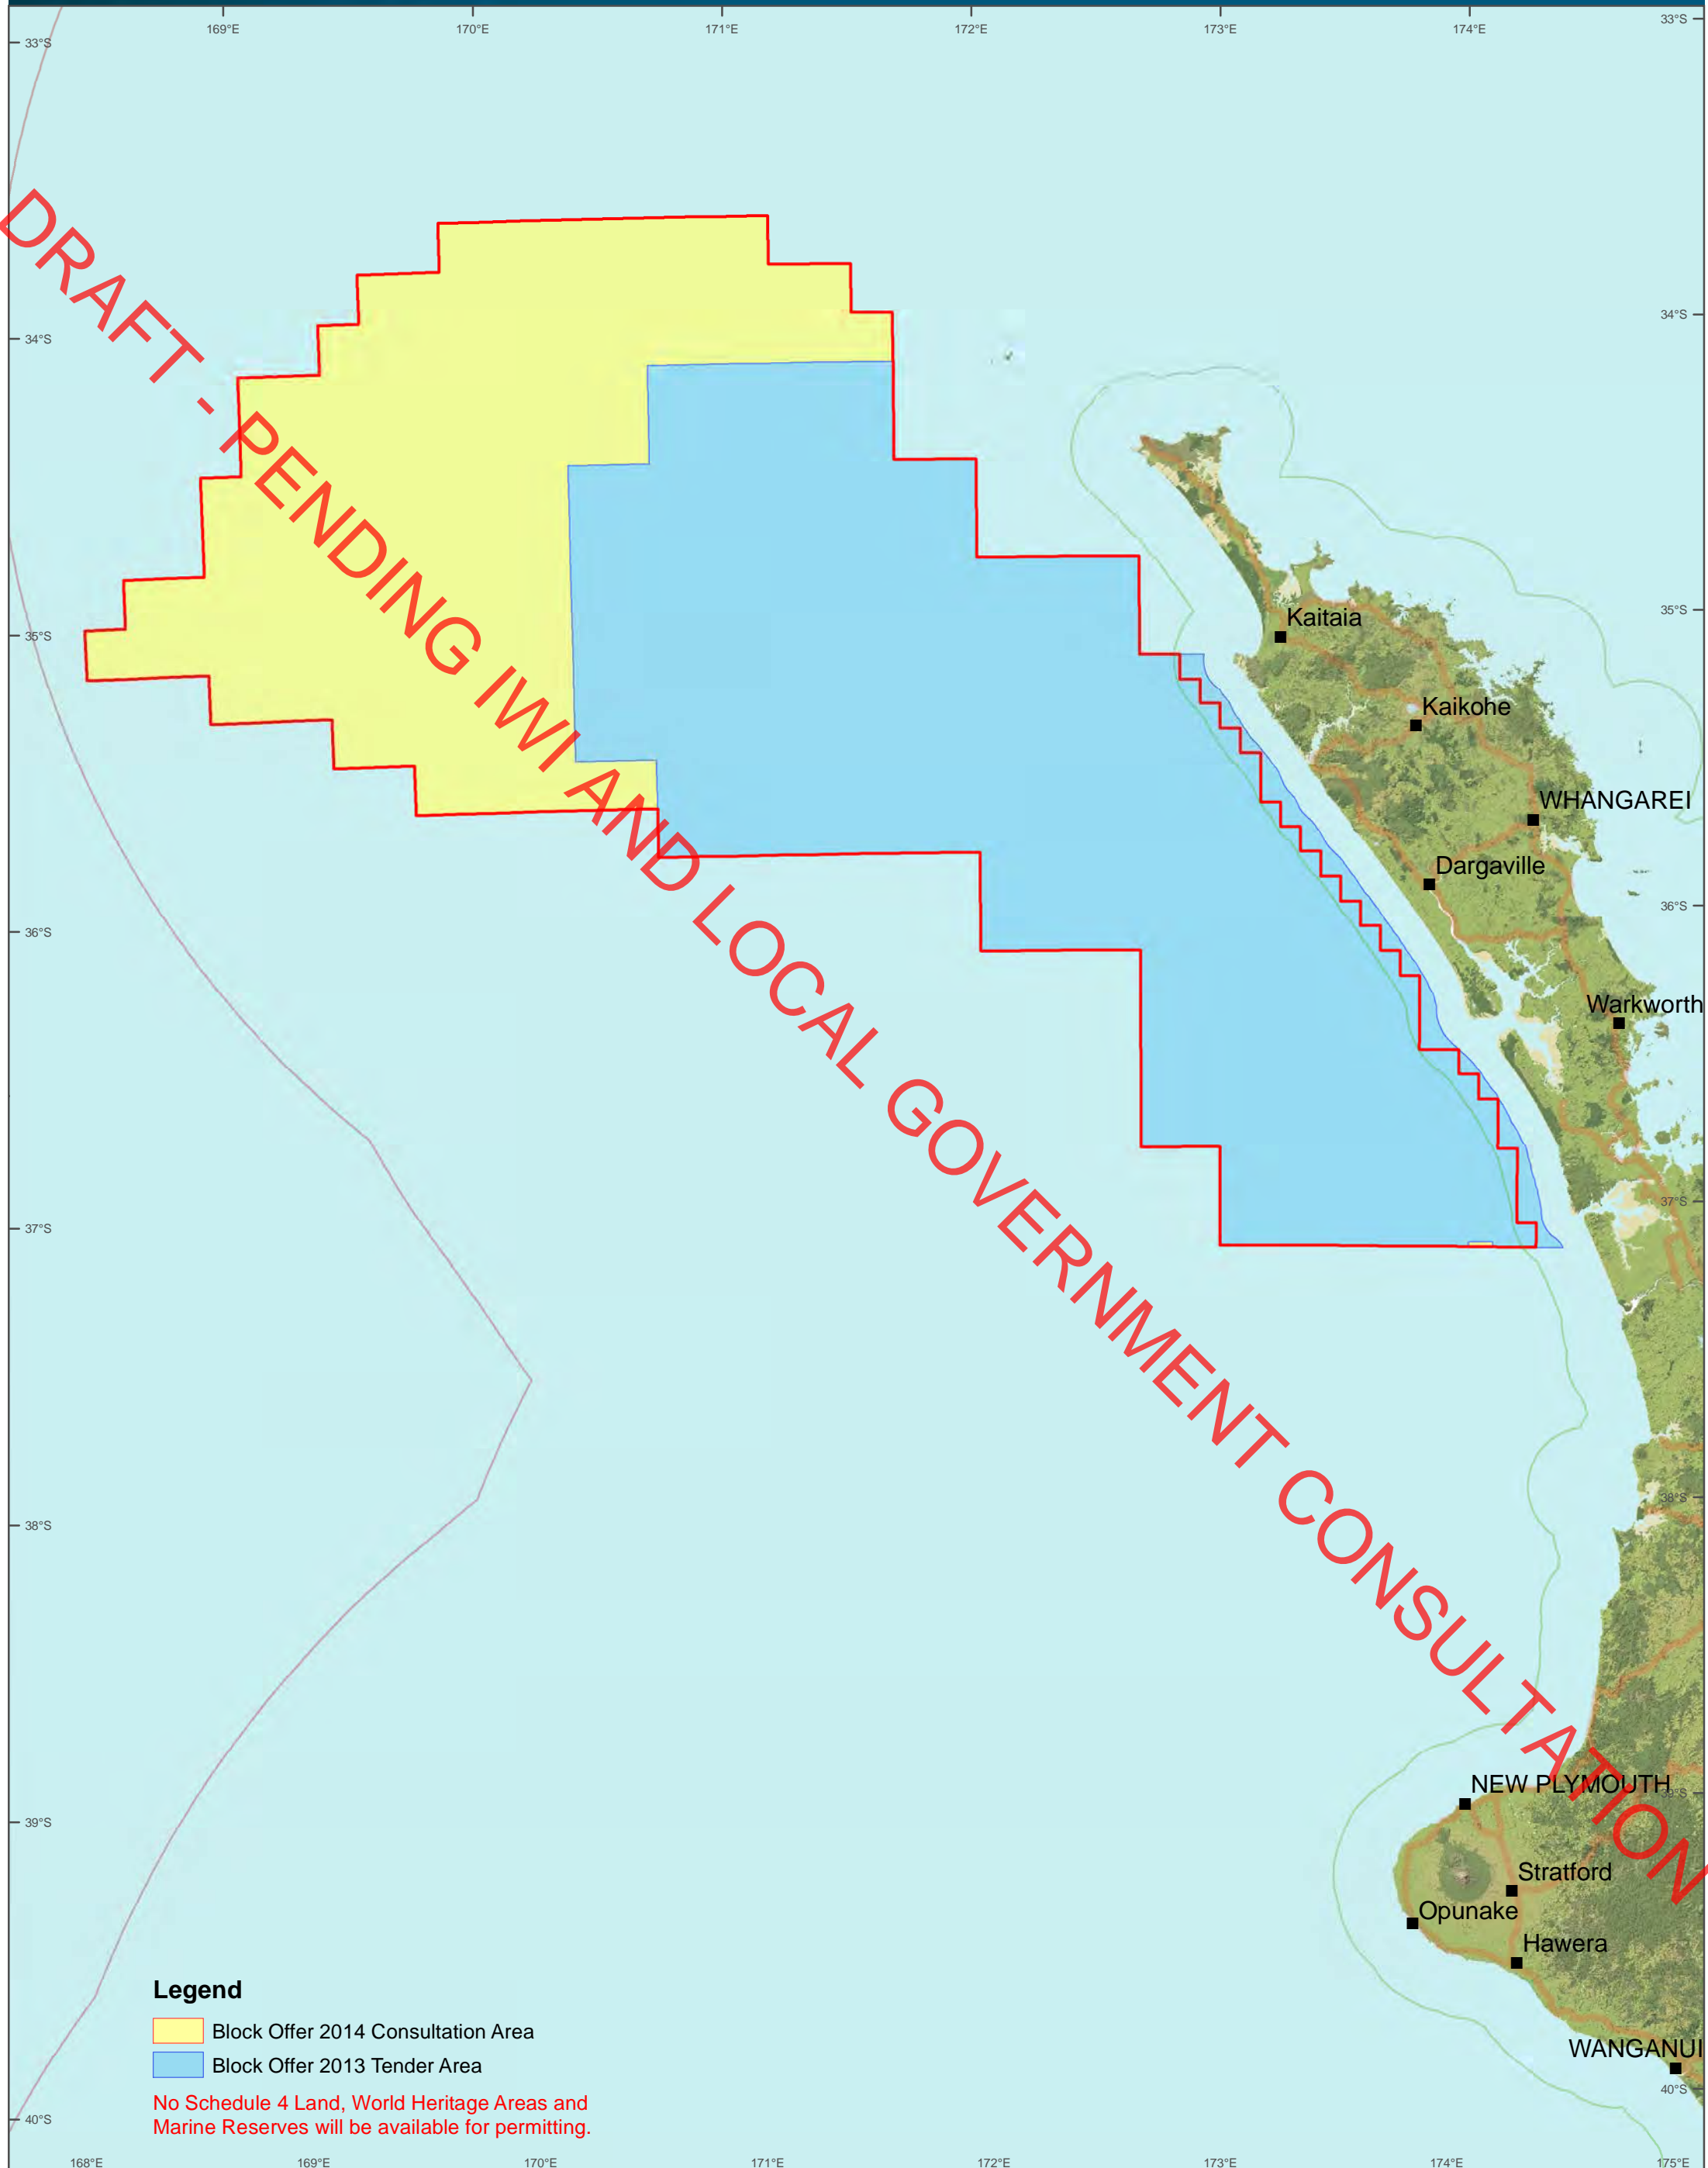 169°E 170°E 171°E 172°E 173°E 174°E
33°S 33°S
DRAFT - PENDING IWI AND LOCAL GOVERNMENT CONSULTATION
34°S 34°S
35°S 35°S
Kaitaia
Kaikohe
WHANGAREI
Dargaville
36°S 36°S
Warkworth
37°S 37°S
38°S 38°S
NEW PLYMOUTH
39°S 39°S
Stratford
Opunake
Hawera
Legend
Block Offer 2014 Consultation Area
Block Offer 2013 Tender Area
WANGANUI
No Schedule 4 Land, World Heritage Areas and
Marine Reserves will be available for permitting.
40°S 40°S
168°E 169°E 170°E 171°E 172°E 173°E 174°E 175°E